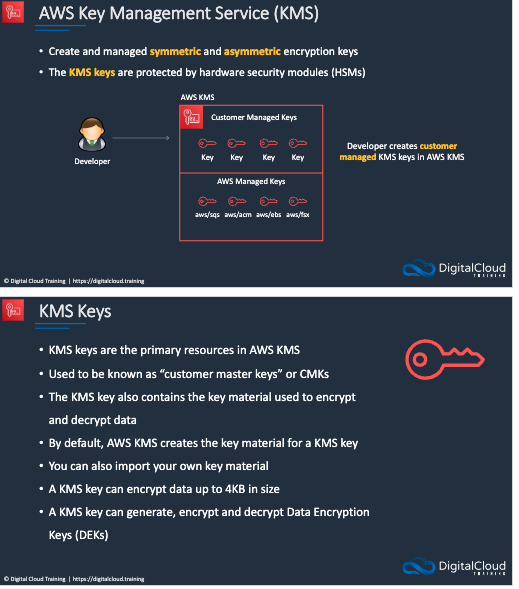 AWS Key Management Service (KMS)
• Create and managed symmetric and asymmetric encryption keys
• The KMS keys are protected by hardware security modules (HSMs)
AWS KMS
Customer Managed Keys
Key Key Key Key
Developer
Developer creates customer
managed KMS keys in AWS KMS
AWS Managed Keys
aws/sqs aws/acm aws/ebs aws/fsx
DigitalCloud
TRAINING
© Digital Cloud Training | https://digitalcloud.training
KMS Keys
• KMS keys are the primary resources in AWS KMS
• Used to be known as “customer master keys” or CMKs
• The KMS key also contains the key material used to encrypt
and decrypt data
• By default, AWS KMS creates the key material for a KMS key
• You can also import your own key material
• A KMS key can encrypt data up to 4KB in size
• A KMS key can generate, encrypt and decrypt Data Encryption
Keys (DEKs)
DigitalCloud
TRAINING
© Digital Cloud Training | https://digitalcloud.training